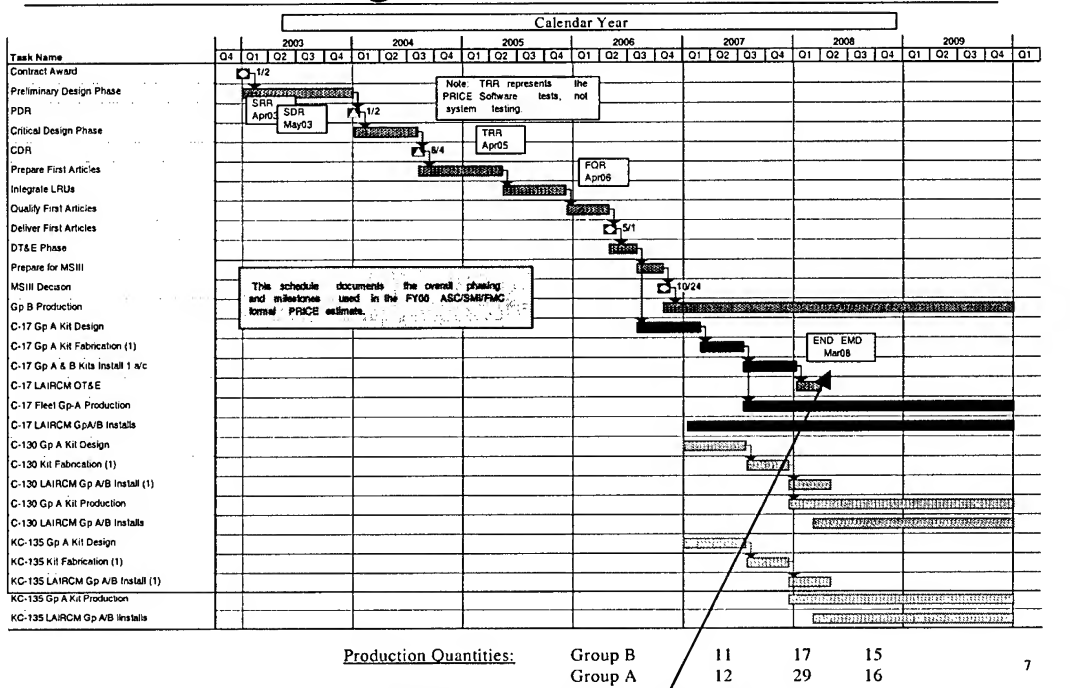 Calendar Year
2003 2004 2005 2006 2007 2008 2009
Task Name Q4 Q1 Q2 Q3 Q4 Q1 Q2 Q3 Q4 Q1 Q2 Q3 Q4 Q1 Q2 Q3 Q4 Q1 Q2 Q3 Q4 Q1 Q2 Q3 Q4 Q1 Q2 Q3 Q4 Q1
Contract Award 1/2
Preliminary Design Phase
Note: TRR represents the
PRICE Software tests, not
system testing.
SRR
Apr03
SDR
May03
PDR 1/2
Critical Design Phase
TRR
Apr05
CDR 8/4
Prepare First Articles
FQR
Apr06
Integrate LRUs
Qualify First Articles
Deliver First Articles 5/1
DT&E Phase
Prepare for MSIII
MSIII Decision 10/24
This schedule documents the overall phasing
and milestones used in the FY00 ASC/SMI/FMC
formal PRICE estimate.
Gp B Production
C-17 Gp A Kit Design
C-17 Gp A Kit Fabrication (1)
END EMD
Mar08
C-17 Gp A & B Kits Install 1 a/c
C-17 LAIRCM OT&E
C-17 Fleet Gp-A Production
C-17 LAIRCM GpA/B Installs
C-130 Gp A Kit Design
C-130 Kit Fabrication (1)
C-130 LAIRCM Gp A/B Install (1)
C-130 Gp A Kit Production
C-130 LAIRCM Gp A/B Installs
KC-135 Gp A Kit Design
KC-135 Kit Fabrication (1)
KC-135 LAIRCM Gp A/B Install (1)
KC-135 Gp A Kit Production
KC-135 LAIRCM Gp A/B Installs
Production Quantities: Group B 11 17 15
Group A 12 29 16
7